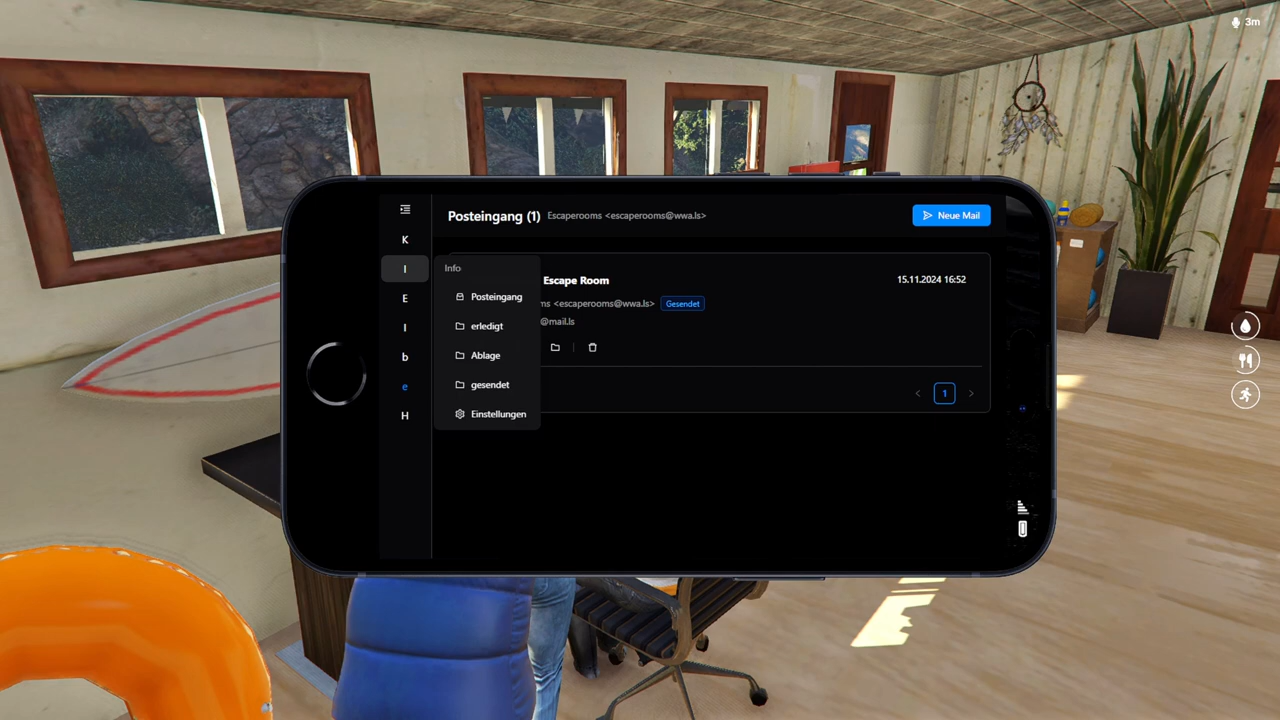 3m
Posteingang (1) Escaperooms <escaperooms@wwa.ls>
Neue Mail
K
I
E
I
b
e
H
Info
Posteingang
erledigt
Ablage
gesendet
Einstellungen
Escape Room
15.11.2024 16:52
ms <escaperooms@wwa.ls> Gesendet
@mail.ls
1